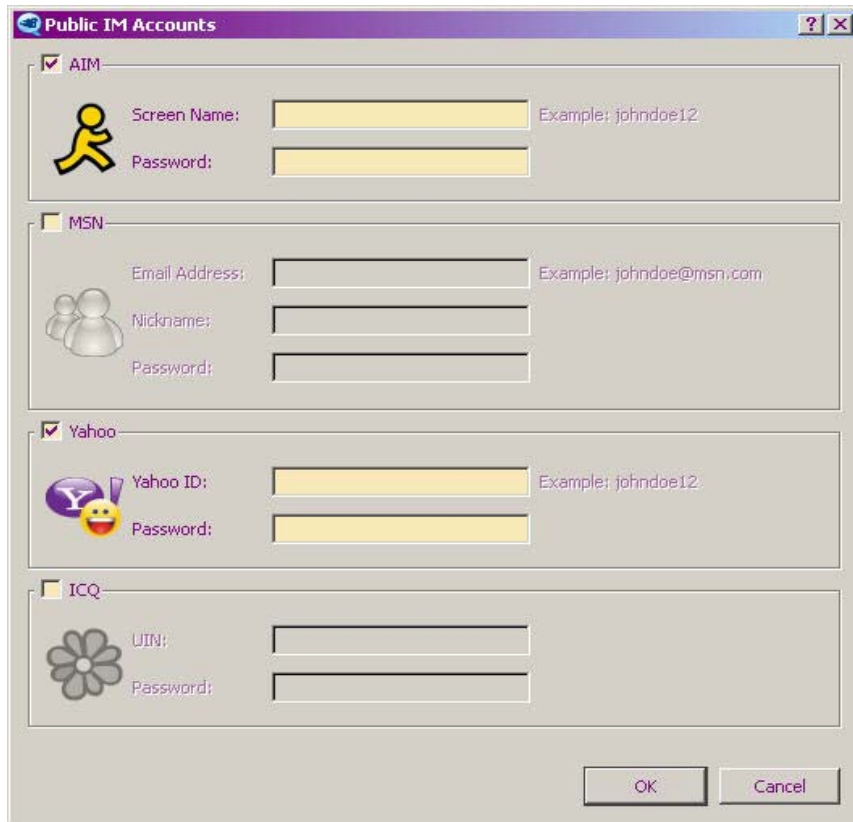 Public IM Accounts
AIM
Screen Name: Example: johndoe12
Password:
MSN
Email Address: Example: johndoe@msn.com
Nickname:
Password:
Yahoo
Y!
Yahoo ID: Example: johndoe12
Password:
ICQ
UIN:
Password:
OK Cancel